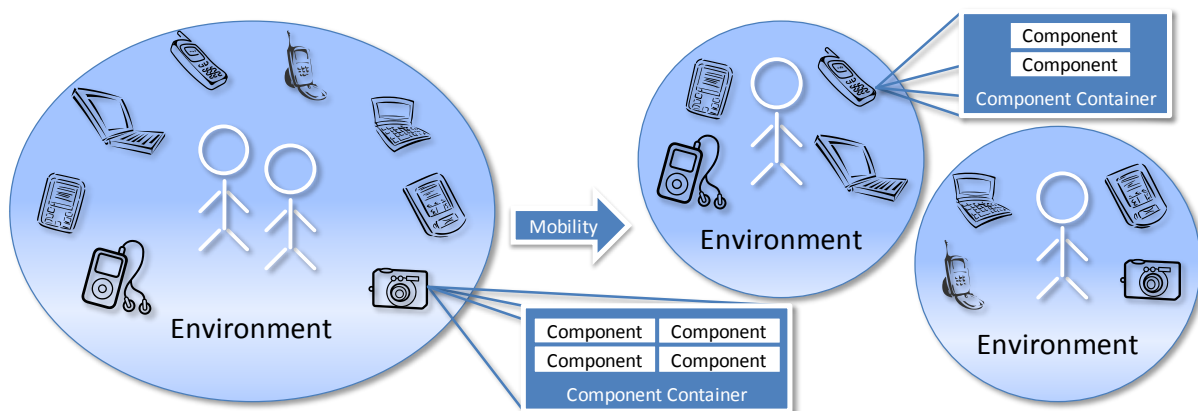 Environment
Component Component
Component Component
Component Container
Mobility
Environment
Component
Component
Component Container
Environment